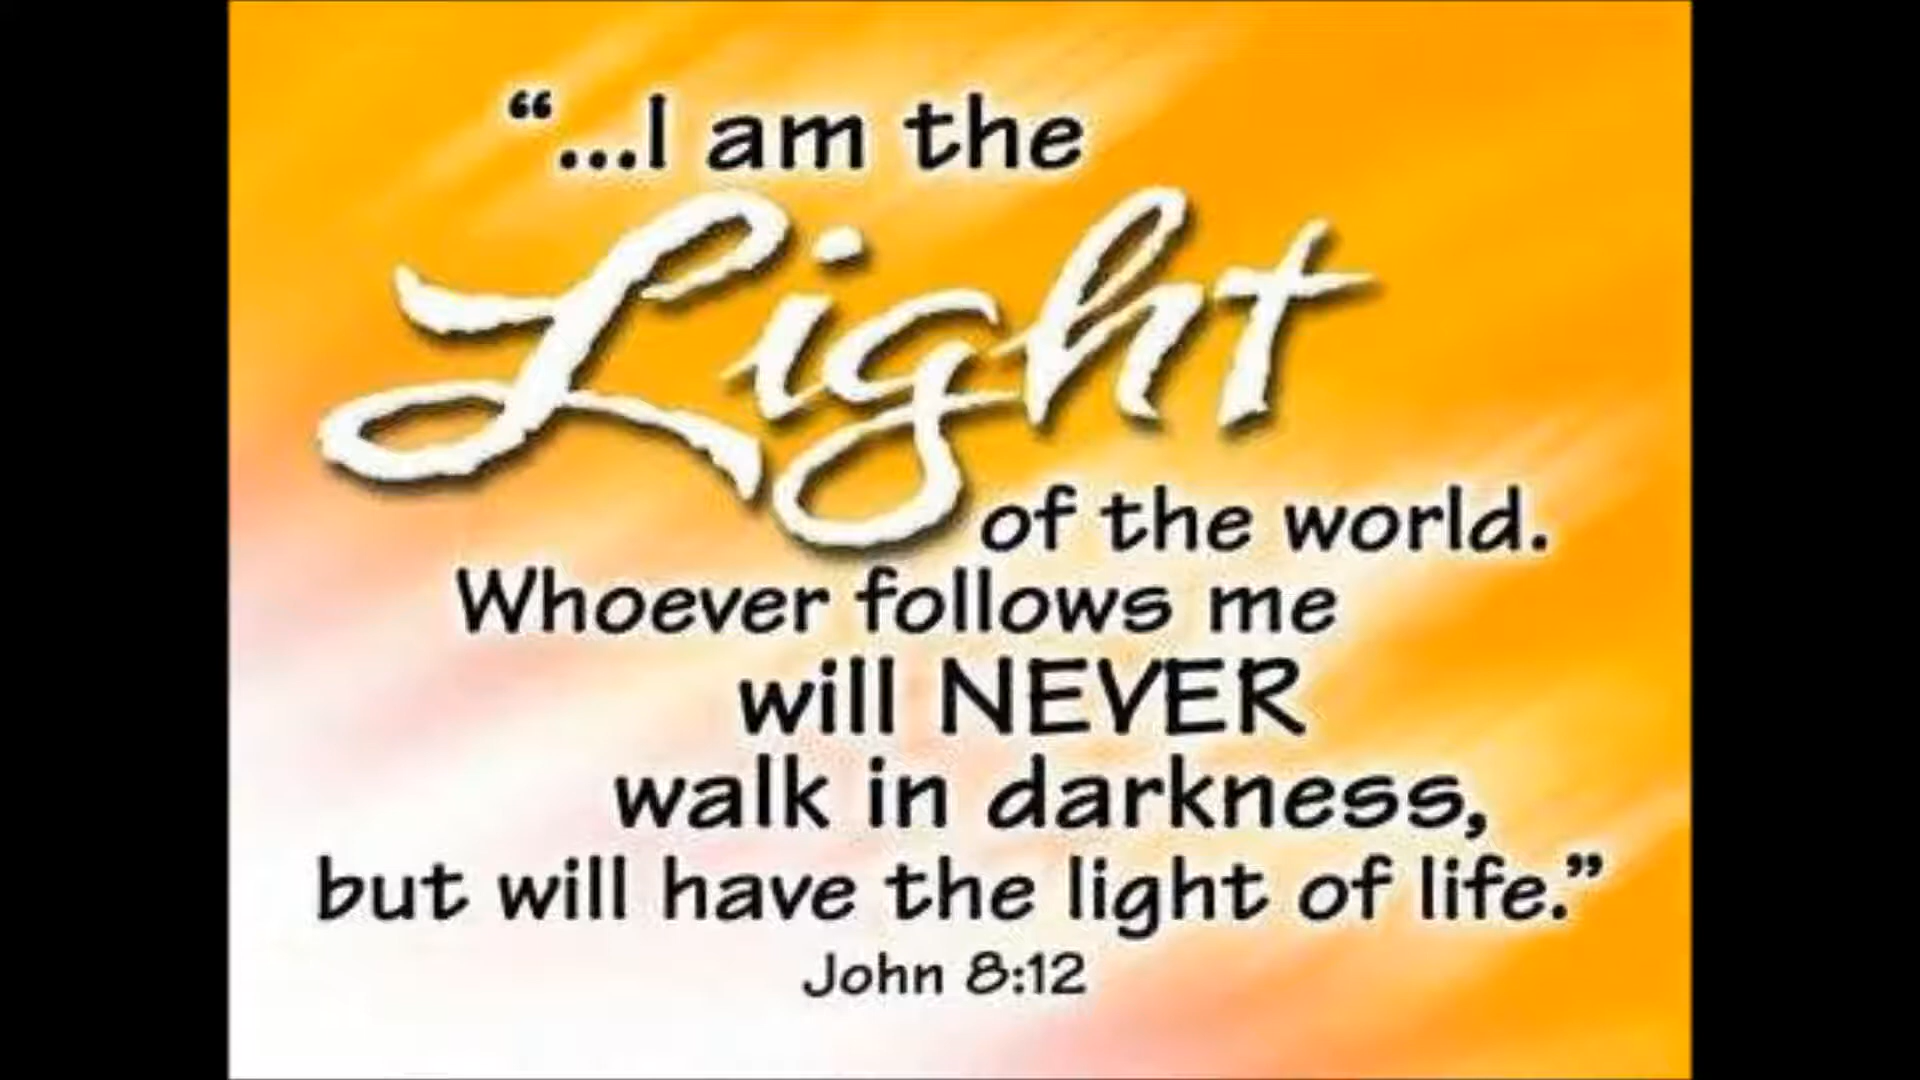 “...I am the
Light
of the world.
Whoever follows me
will NEVER
walk in darkness,
but will have the light of life.”
John 8:12